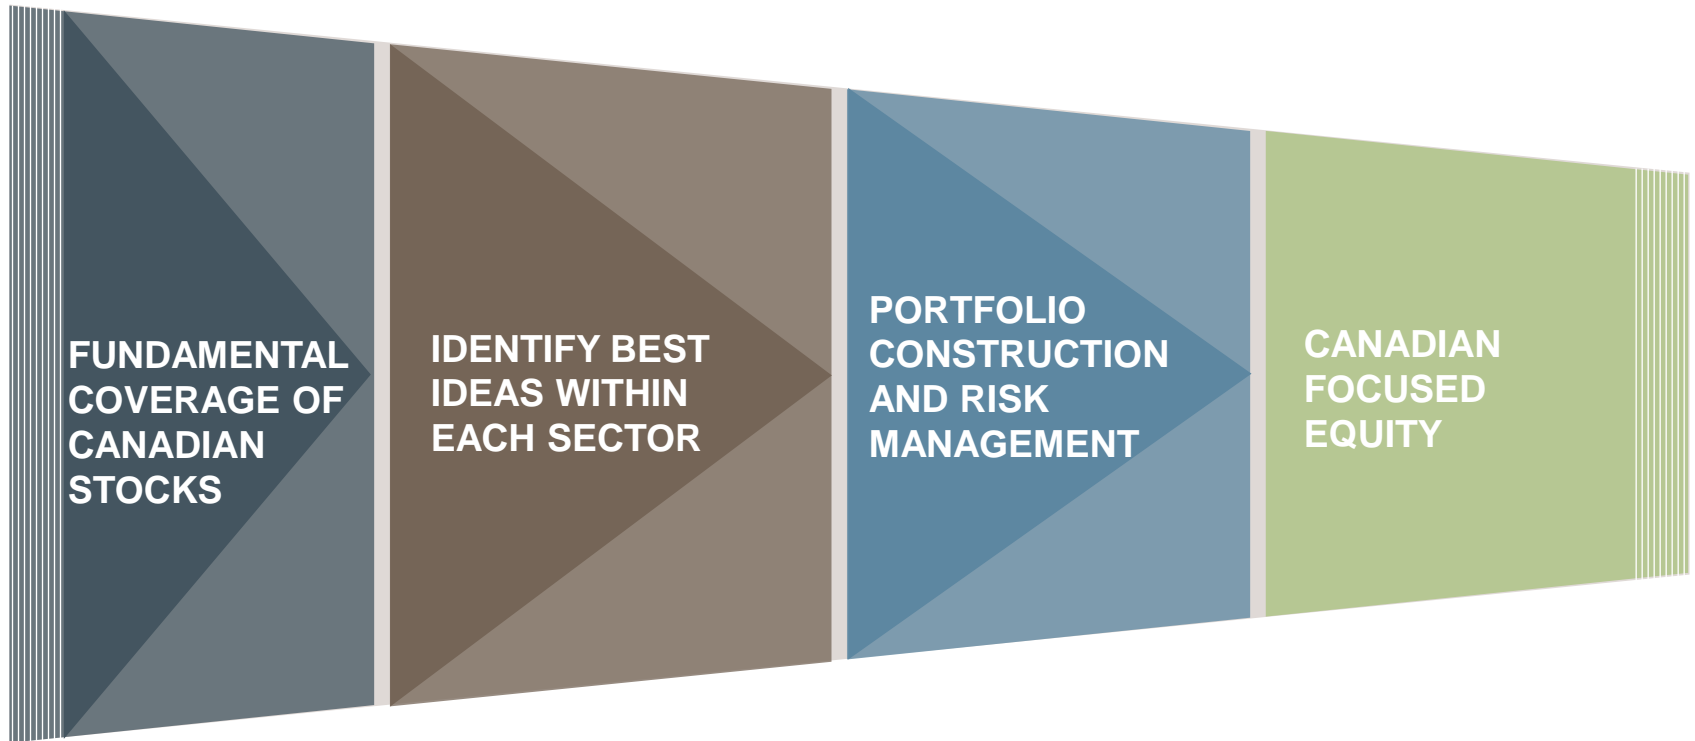 FUNDAMENTAL
COVERAGE OF
CANADIAN
STOCKS
IDENTIFY BEST
IDEAS WITHIN
EACH SECTOR
PORTFOLIO
CONSTRUCTION
AND RISK
MANAGEMENT
CANADIAN
FOCUSED
EQUITY